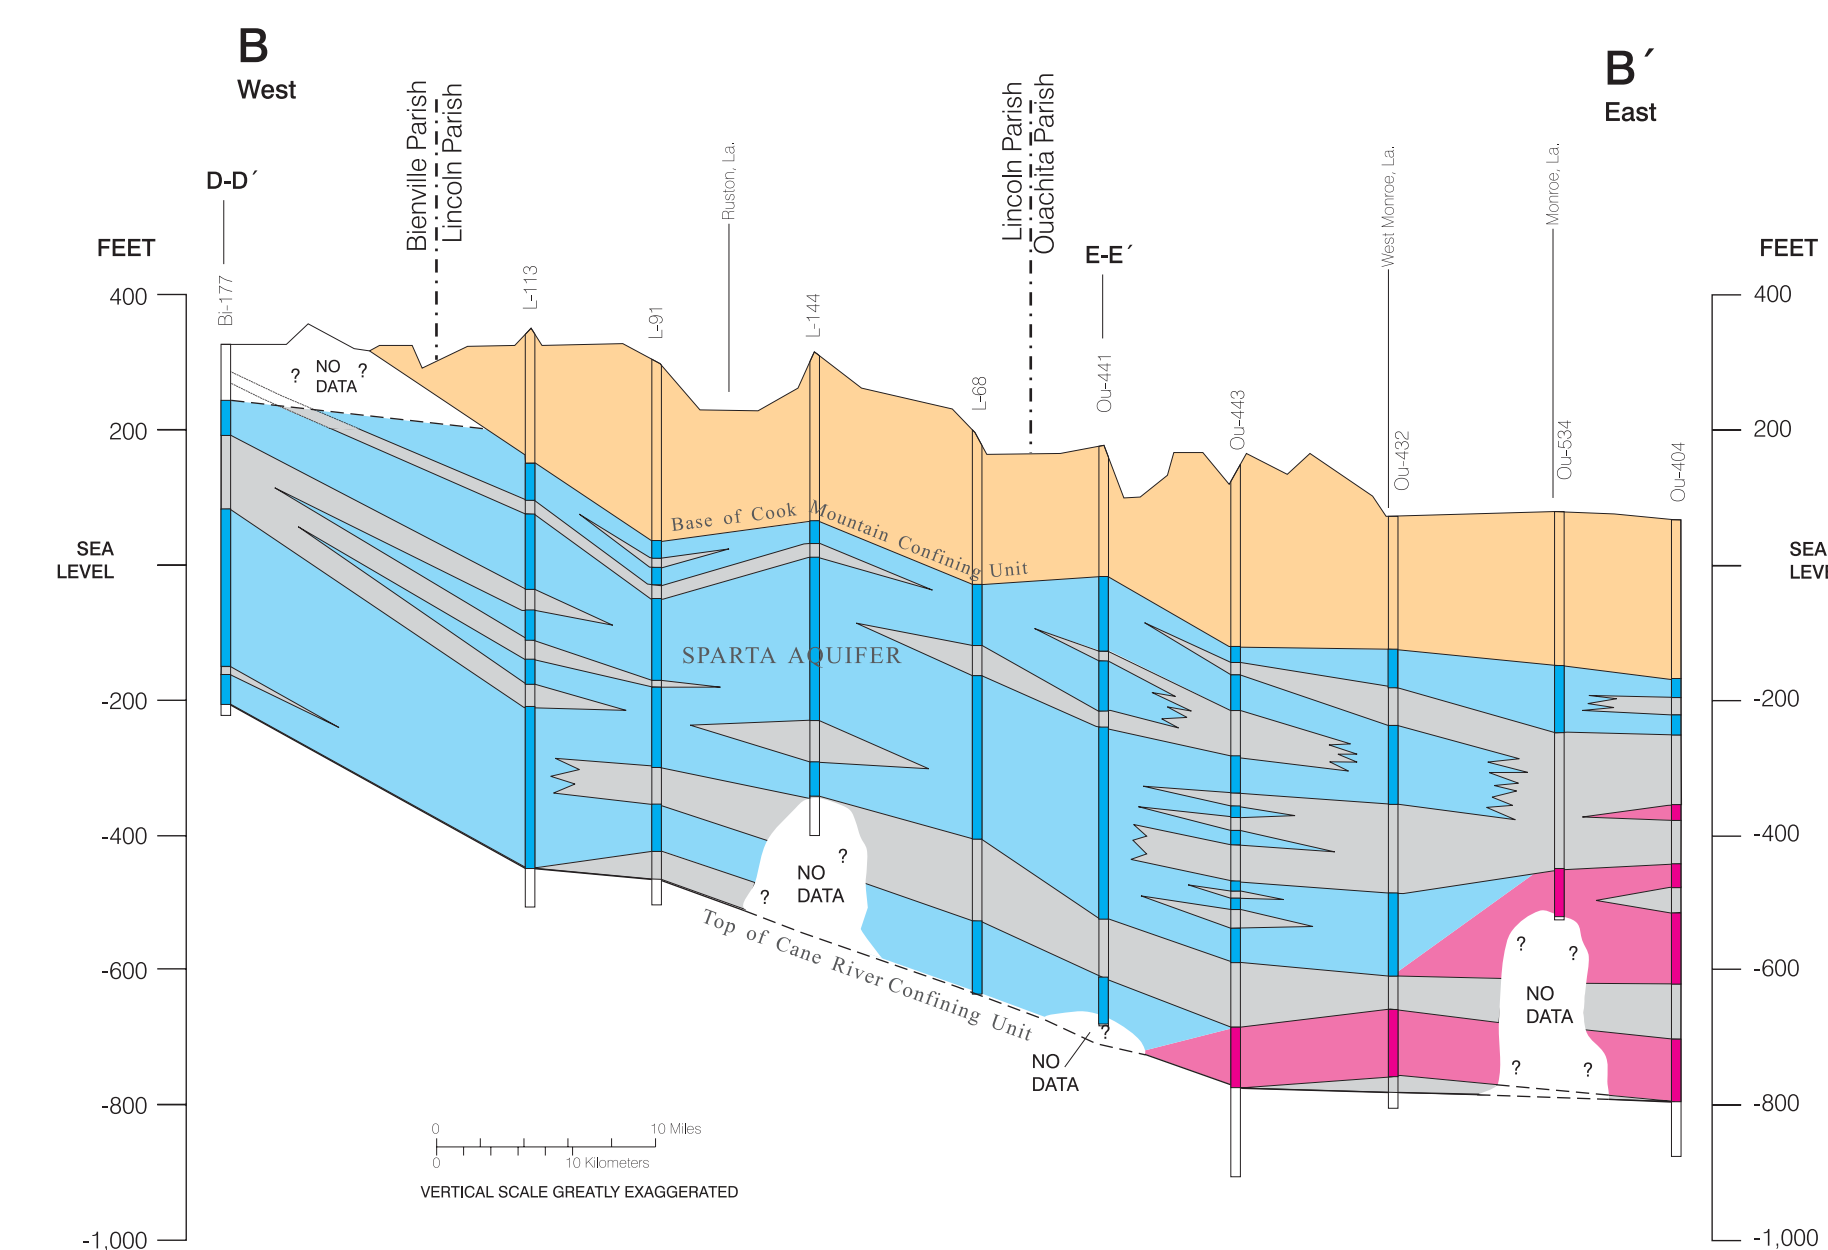 B
West
B´
East
Bienville Parish
Lincoln Parish
Lincoln Parish
Ouachita Parish
Ruston, La.
West Monroe, La.
Monroe, La.
D-D´
E-E´
FEET
FEET
Bi-177
L-113
L-91
L-144
L-68
Ou-441
Ou-443
Ou-432
Ou-534
Ou-404
400
200
SEA
LEVEL
-200
-400
-600
-800
-1,000
400
200
SEA
LEVE
-200
-400
-600
-800
-1,000
? NO ?
DATA
Base of Cook Mountain Confining Unit
SPARTA AQUIFER
?
NO
DATA
?
Top of Cane River Confining Unit
?
NO
DATA
? ?
NO
DATA
? ?
0 10 Miles
0 10 Kilometers
VERTICAL SCALE GREATLY EXAGGERATED